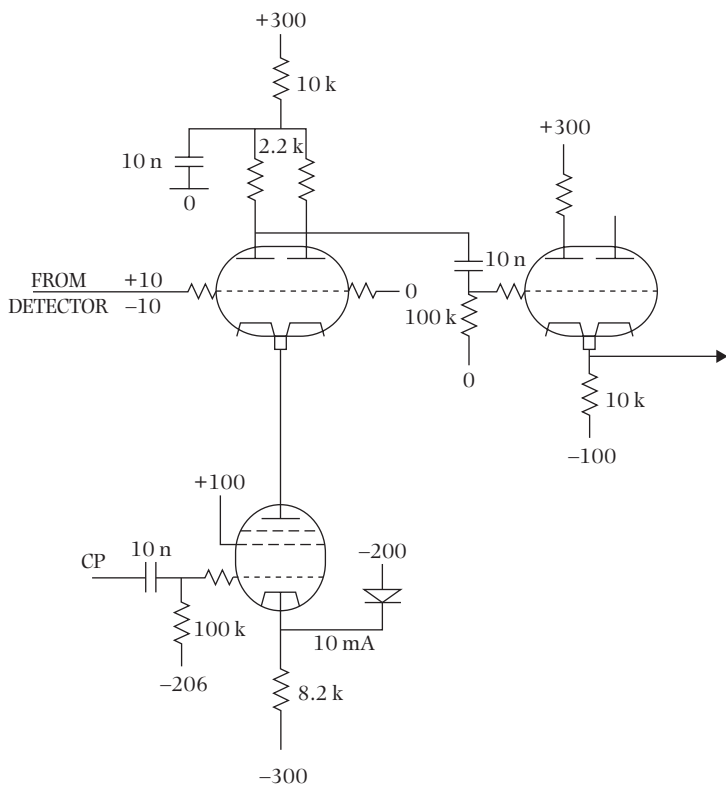 +300
10 k
10 n
2.2 k
0
+300
FROM +10
DETECTOR –10
0
10 n
100 k
0
10 k
–100
+100
CP
10 n
–200
100 k
10 mA
–206
8.2 k
–300